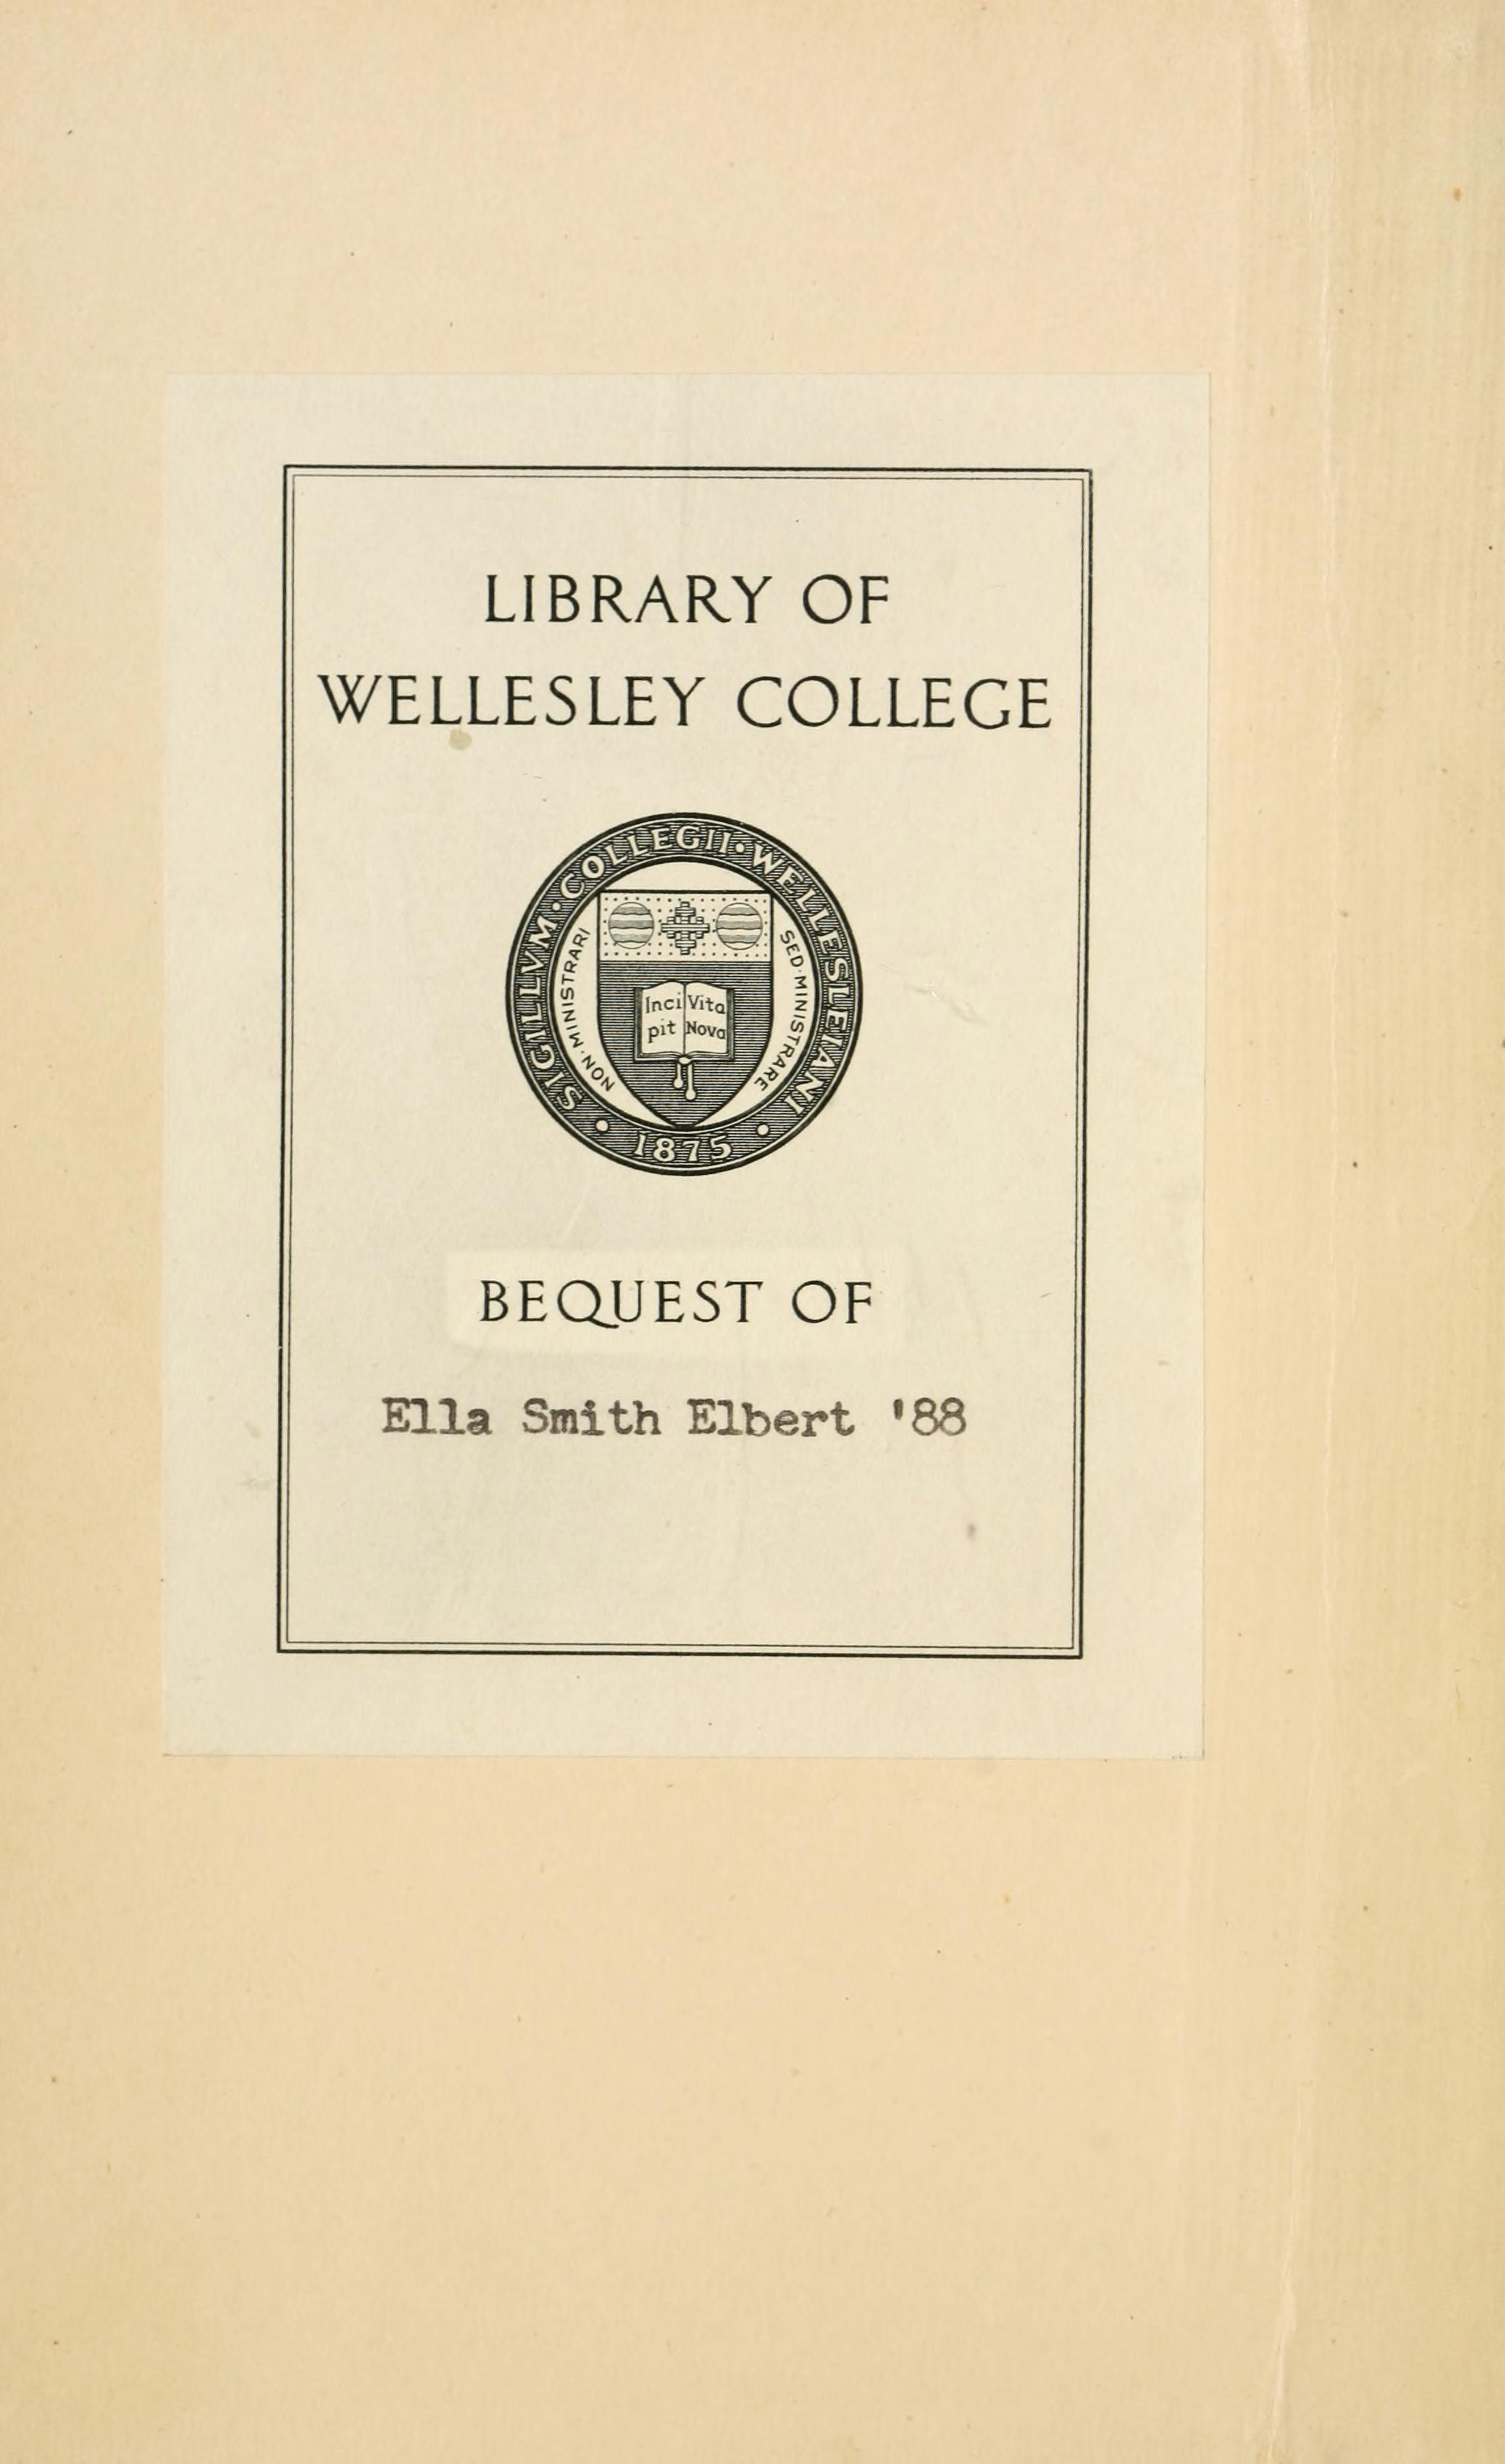 LIBRARY OF
WELLESLEY COLLEGE
SIGILLVM · COLLEGII · WELLESLEIANI
NON · MINISTRARI
SED · MINISTRARE
Inci Vita
pit Nova
· 1875 ·
BEQUEST OF
Ella Smith Elbert '88